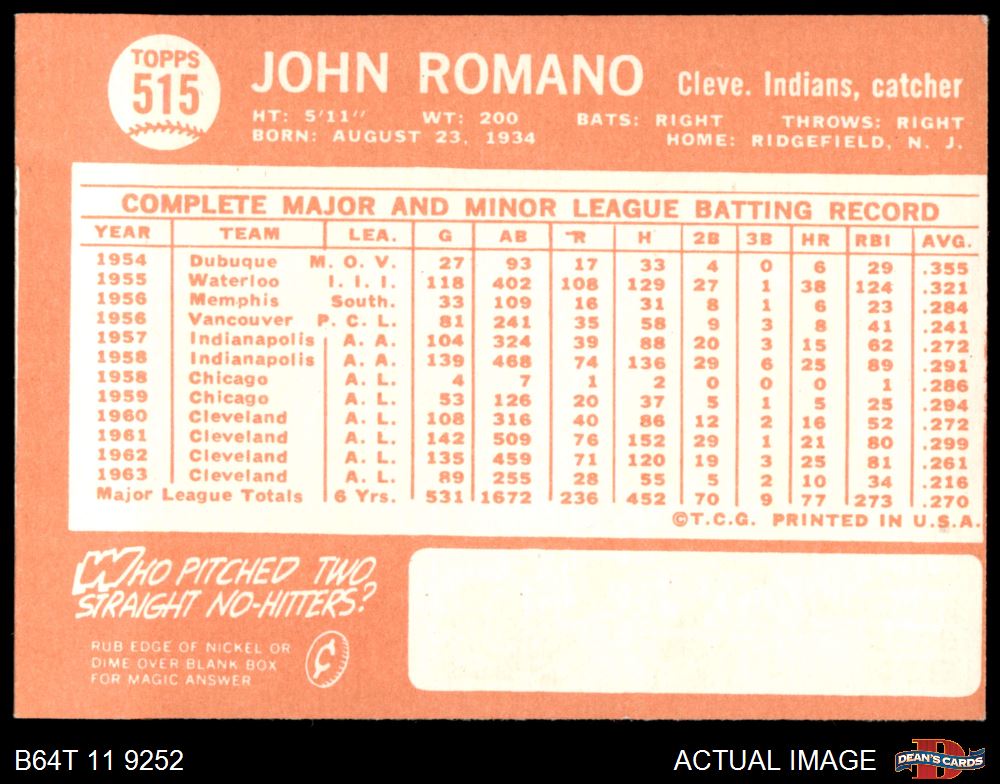 TOPPS
515
JOHN ROMANO Cleve. Indians, catcher
HT: 5'11" WT: 200 BATS: RIGHT THROWS: RIGHT
BORN: AUGUST 23, 1934 HOME: RIDGEFIELD, N. J.
COMPLETE MAJOR AND MINOR LEAGUE BATTING RECORD
YEAR TEAM LEA. G AB R H 2B 3B HR RBI AVG.
1954 Dubuque M. O. V. 27 93 17 33 4 0 6 29 .355
1955 Waterloo I. I. I. 118 402 108 129 27 1 38 124 .321
1956 Memphis South. 33 109 16 31 8 1 6 23 .284
1956 Vancouver P. C. L. 81 241 35 58 9 3 8 41 .241
1957 Indianapolis A. A. 104 324 39 88 20 3 15 62 .272
1958 Indianapolis A. A. 139 468 74 136 29 6 25 89 .291
1958 Chicago A. L. 4 7 1 2 0 0 0 1 .286
1959 Chicago A. L. 53 126 20 37 5 1 5 25 .294
1960 Cleveland A. L. 108 316 40 86 12 2 16 52 .272
1961 Cleveland A. L. 142 509 76 152 29 1 21 80 .299
1962 Cleveland A. L. 135 459 71 120 19 3 25 81 .261
1963 Cleveland A. L. 89 255 28 55 5 2 10 34 .216
Major League Totals 6 Yrs. 531 1672 236 452 70 9 77 273 .270
©T.C.G. PRINTED IN U.S.A.
WHO PITCHED TWO
STRAIGHT NO-HITTERS?
RUB EDGE OF NICKEL OR
DIME OVER BLANK BOX
FOR MAGIC ANSWER
¢
B64T 11 9252 ACTUAL IMAGE
D
DEAN'S CARDS